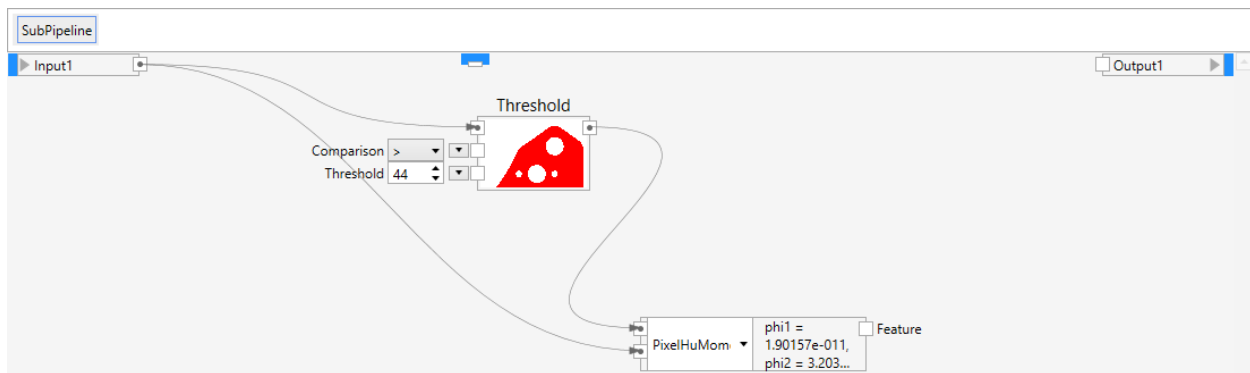 SubPipeline
Input1
Output1
Threshold
Comparison >
Threshold 44
PixelHuMom
phi1 =
1.90157e-011,
phi2 = 3.203...
Feature